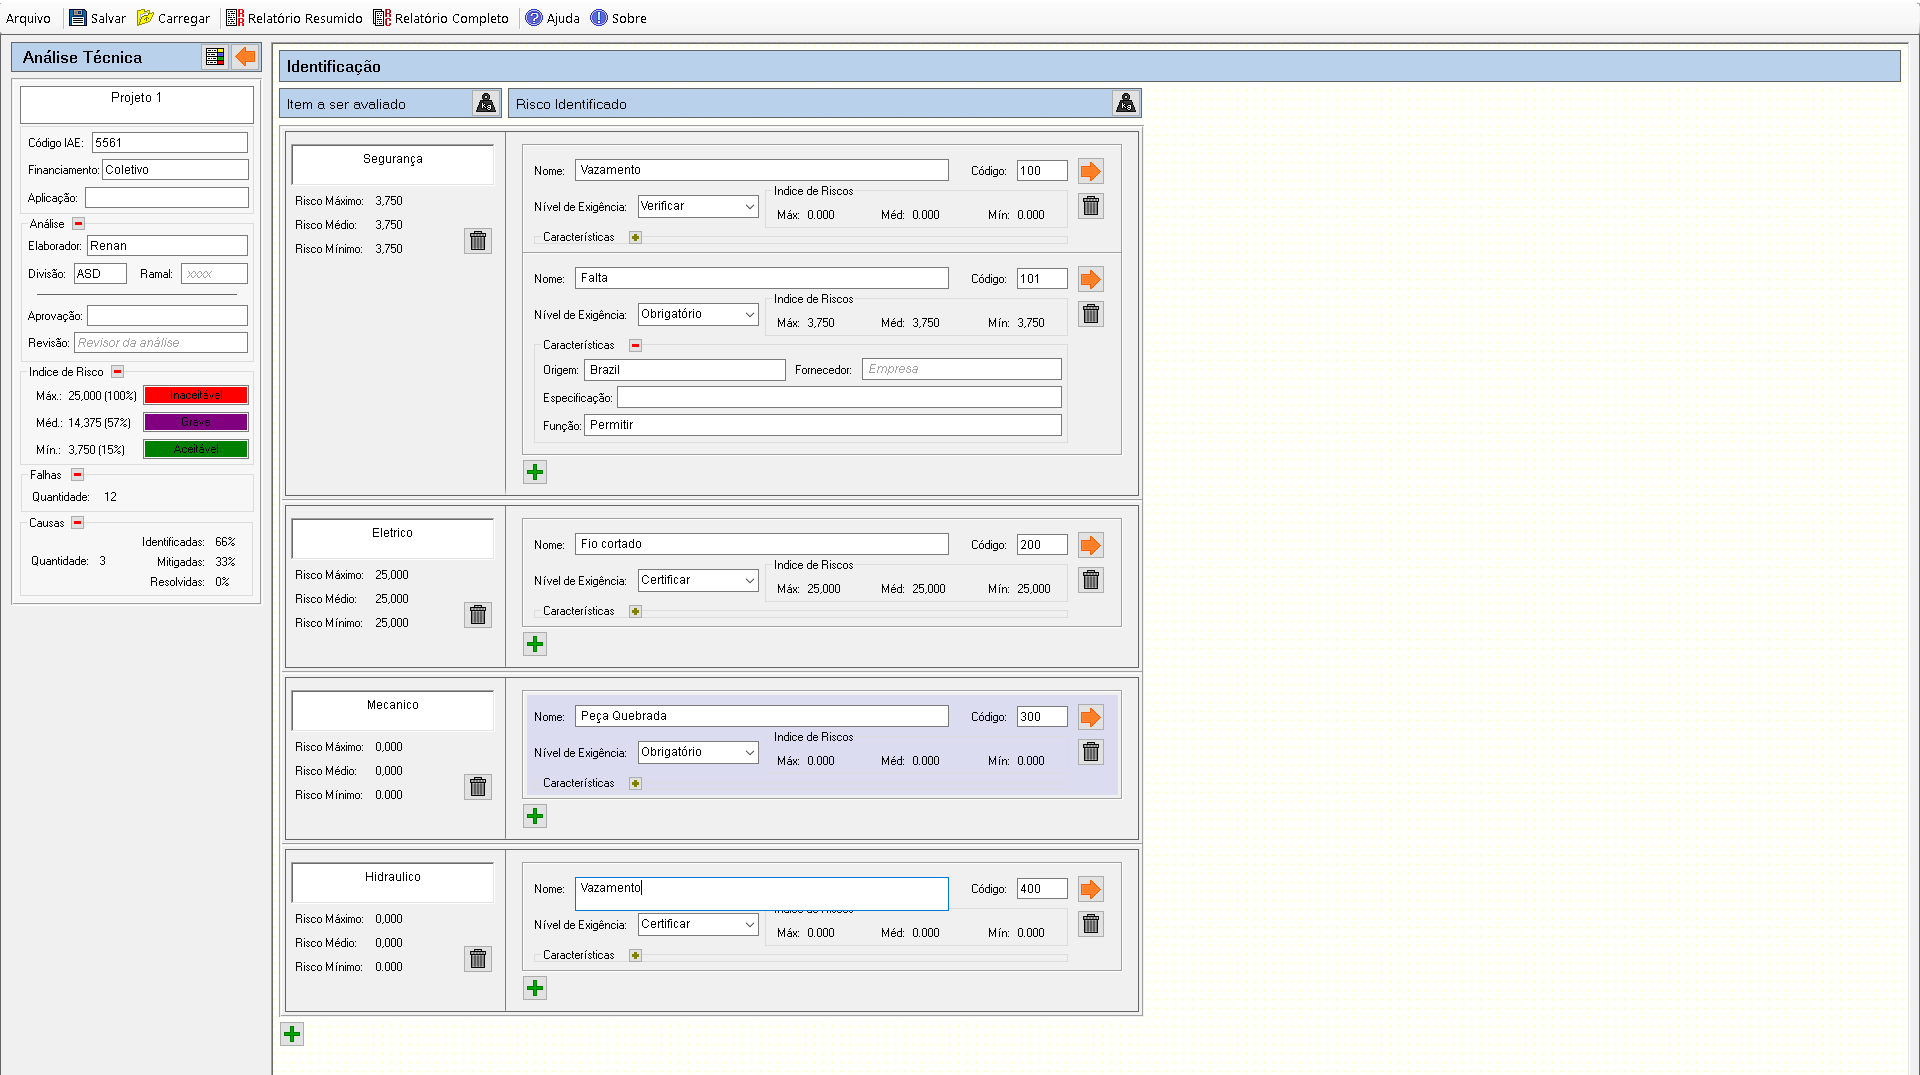 Arquivo Salvar Carregar Relatório Resumido Relatório Completo Ajuda Sobre
Análise Técnica
Projeto 1
Código IAE: 5561
Financiamento: Coletivo
Aplicação:
Análise
Elaborador: Renan
Divisão: ASD Ramal: xxxx
Aprovação:
Revisão: Revisor da análise
Indice de Risco
Máx.: 25,000 (100%) Inaceitável
Méd.: 14,375 (57%) Grave
Mín.: 3,750 (15%) Aceitável
Falhas
Quantidade: 12
Causas
Identificadas: 66%
Quantidade: 3 Mitigadas: 33%
Resolvidas: 0%
Identificação
Item a ser avaliado Kg Risco Identificado Kg
Segurança
Risco Máximo: 3,750
Risco Médio: 3,750
Risco Mínimo: 3,750
Nome: Vazamento Código: 100
Indice de Riscos
Nível de Exigência: Verificar Máx: 0.000 Méd: 0.000 Mín: 0.000
Características
Nome: Falta Código: 101
Indice de Riscos
Nível de Exigência: Obrigatório Máx: 3,750 Méd: 3,750 Mín: 3,750
Características
Origem: Brazil Fornecedor: Empresa
Especificação:
Função: Permitir
Eletrico
Risco Máximo: 25,000
Risco Médio: 25,000
Risco Mínimo: 25,000
Nome: Fio cortado Código: 200
Indice de Riscos
Nível de Exigência: Certificar Máx: 25,000 Méd: 25,000 Mín: 25,000
Características
Mecanico
Risco Máximo: 0,000
Risco Médio: 0,000
Risco Mínimo: 0.000
Nome: Peça Quebrada Código: 300
Indice de Riscos
Nível de Exigência: Obrigatório Máx: 0.000 Méd: 0.000 Mín: 0.000
Características
Hidraulico
Risco Máximo: 0,000
Risco Médio: 0,000
Risco Mínimo: 0.000
Nome: Vazamento Código: 400
Indice de Riscos
Nível de Exigência: Certificar Máx: 0.000 Méd: 0.000 Mín: 0.000
Características